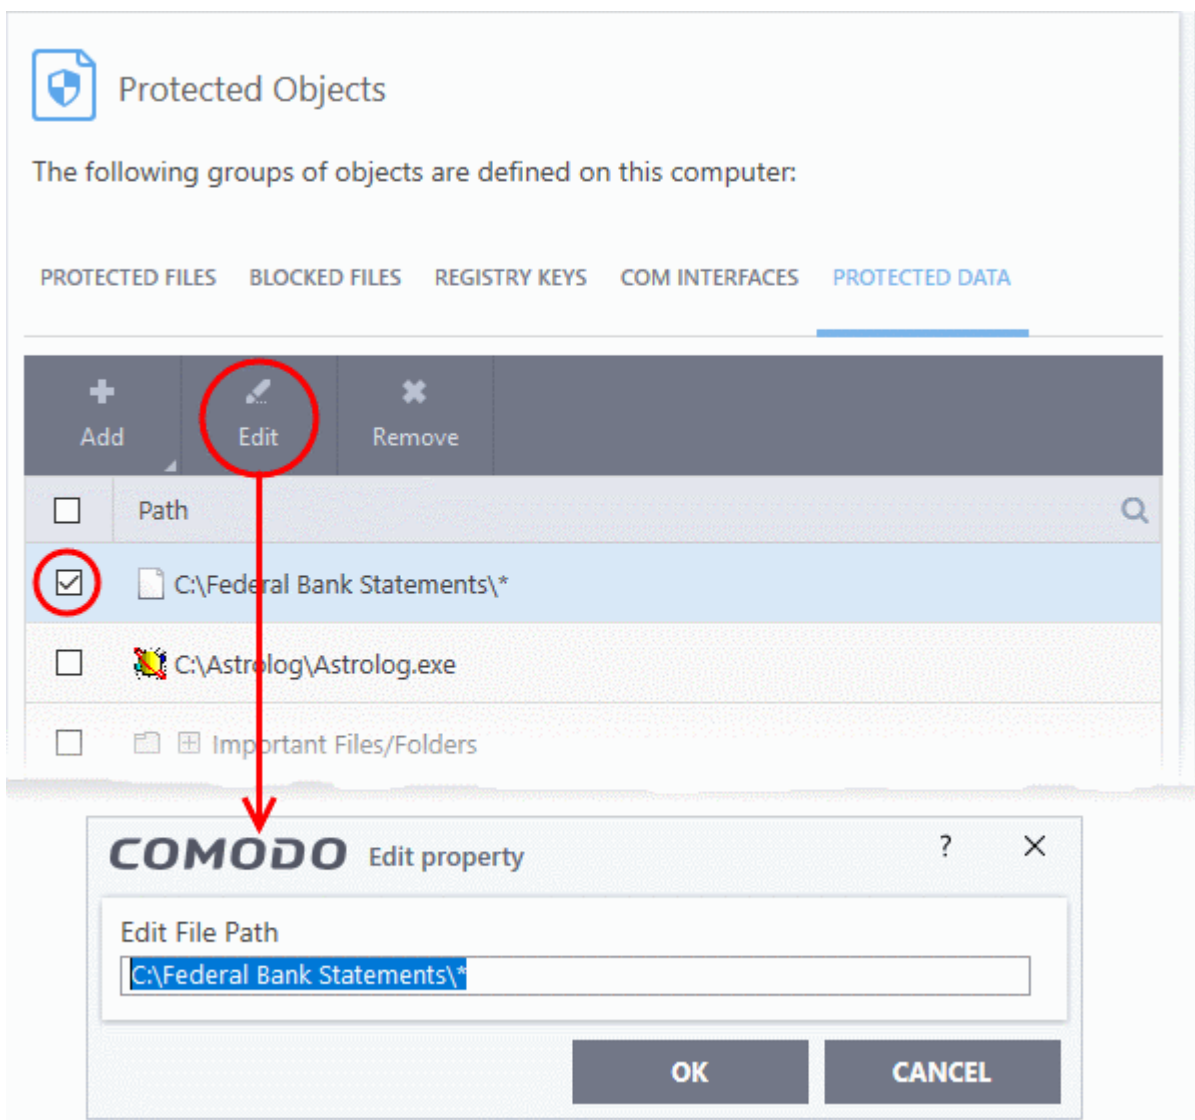 Protected Objects
The following groups of objects are defined on this computer:
PROTECTED FILES BLOCKED FILES REGISTRY KEYS COM INTERFACES PROTECTED DATA
Add Edit Remove
Path
C:\Federal Bank Statements\*
C:\Astrolog\Astrolog.exe
Important Files/Folders
COMODO Edit property ?
Edit File Path
C:\Federal Bank Statements\*
OK CANCEL